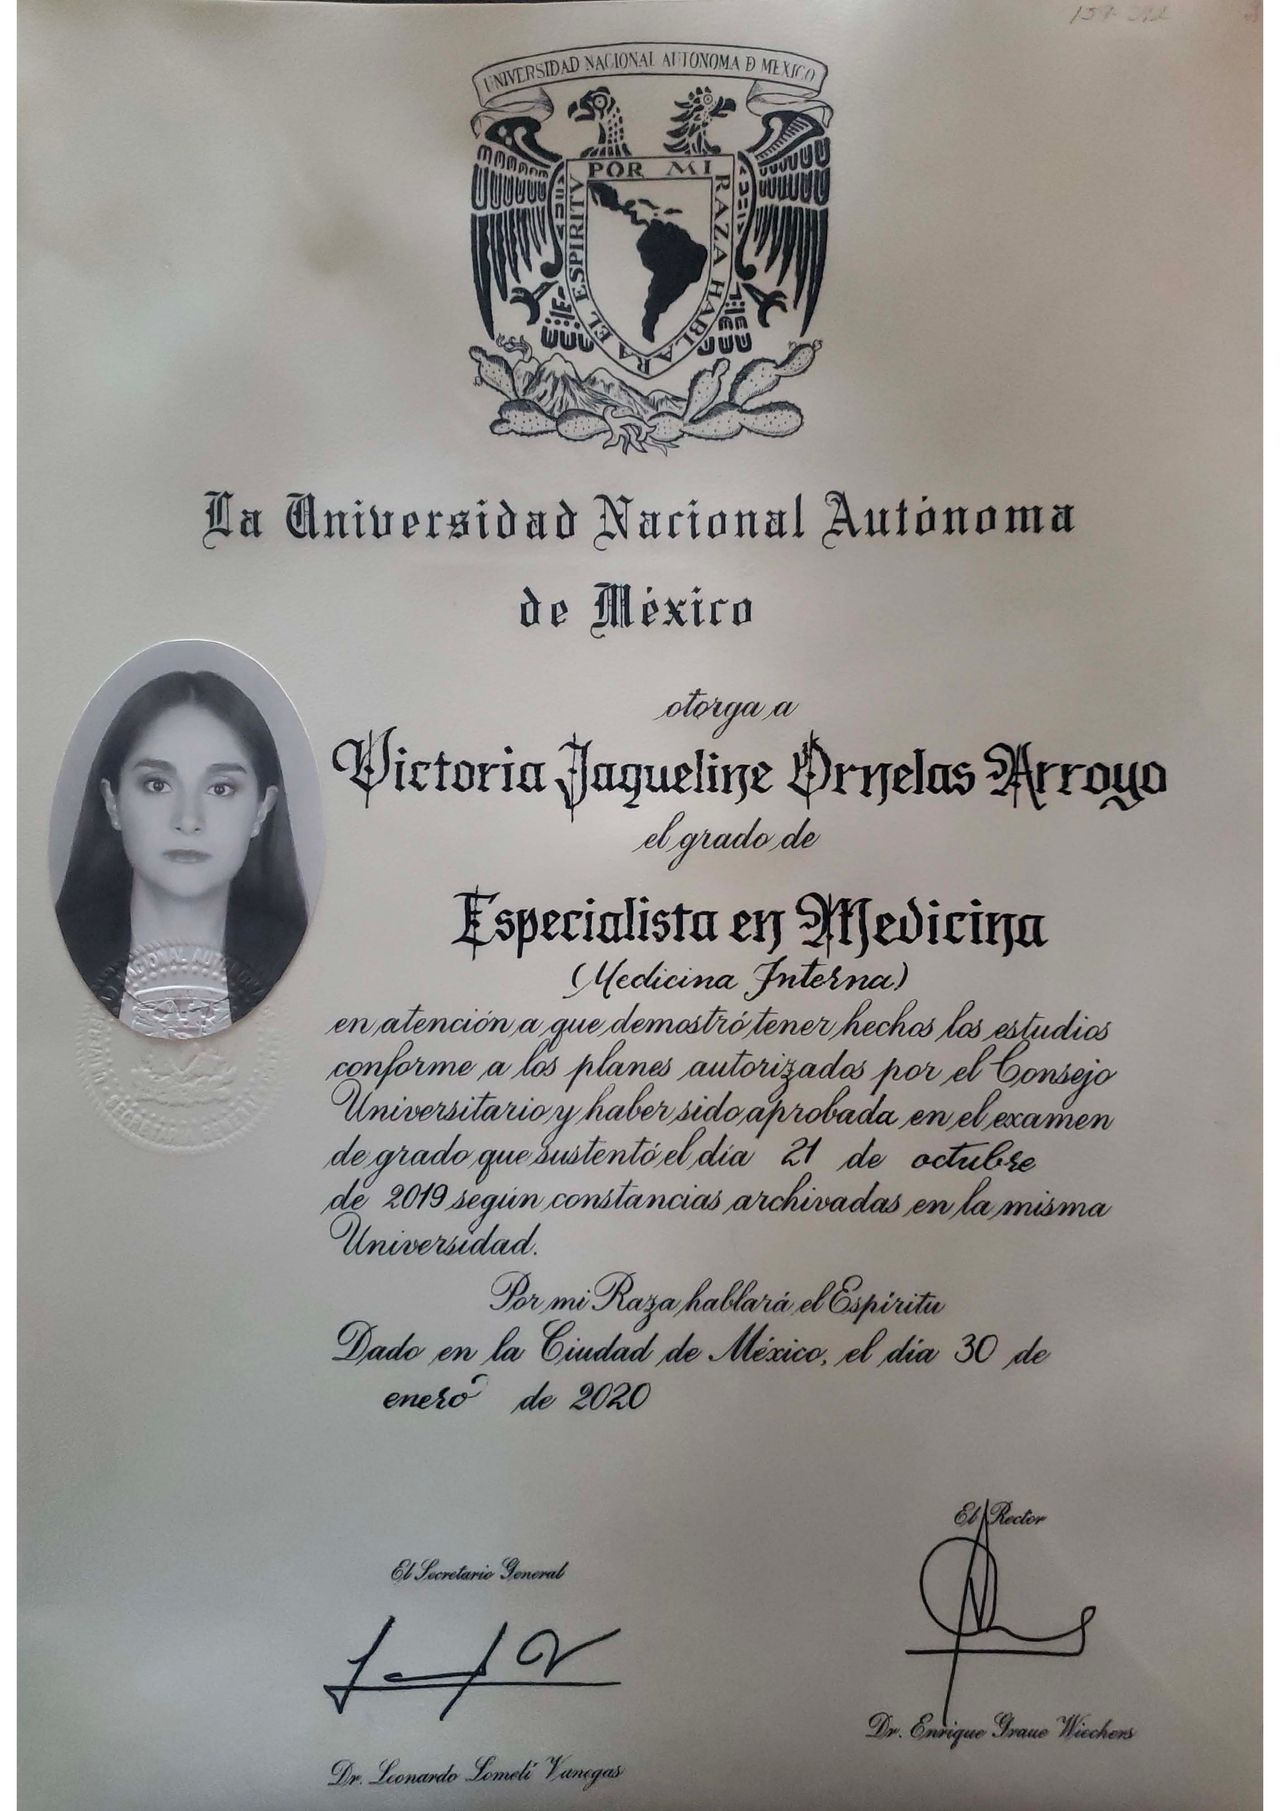 UNIVERSIDAD NACIONAL AUTONOMA D MEXICO
POR MI RAZA HABLARA EL ESPIRITU
La Universidad Nacional Autónoma
de México
otorga a
Victoria Jaqueline Ornelas Arroyo
el grado de
Especialista en Medicina
(Medicina Interna)
en atención a que demostró tener hechos los estudios
conforme a los planes autorizados por el Consejo
Universitario y haber sido aprobada en el examen
de grado que sustentó el día 21 de octubre
de 2019 según constancias archivadas en la misma
Universidad.
Por mi Raza hablará el Espíritu
Dado en la Ciudad de México, el día 30 de
enero de 2020
El Rector
El Secretario General
Dr. Enrique Graue Wiechers
Dr. Leonardo Lomelí Vanegas